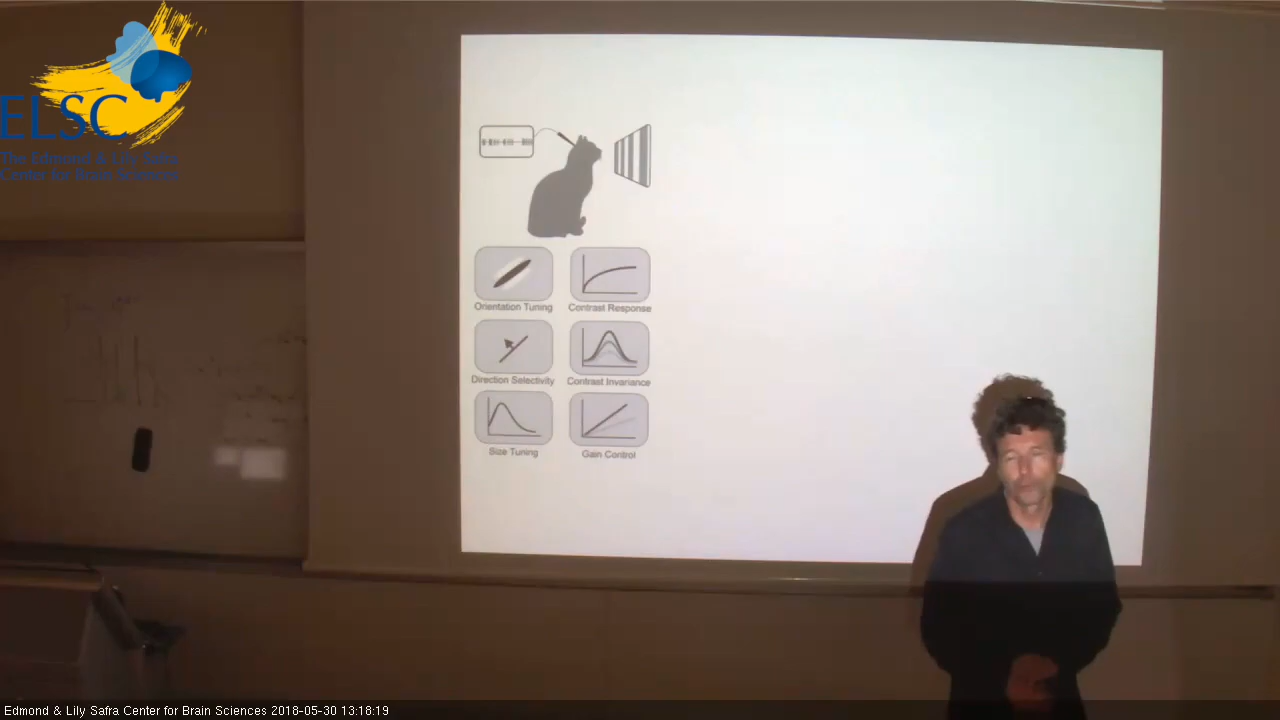 ELSC
The Edmond & Lily Safra
Center for Brain Sciences
Orientation Tuning
Contrast Response
Direction Selectivity
Contrast Invariance
Size Tuning
Gain Control
Edmond & Lily Safra Center for Brain Sciences 2018-05-30 13:18:19